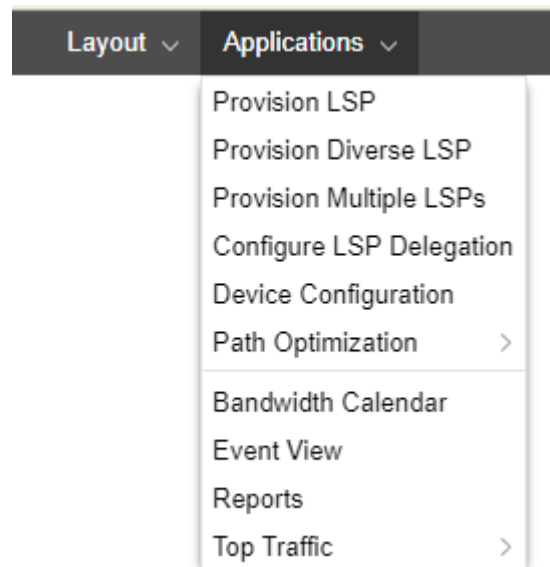 Layout Applications
Provision LSP
Provision Diverse LSP
Provision Multiple LSPs
Configure LSP Delegation
Device Configuration
Path Optimization
Bandwidth Calendar
Event View
Reports
Top Traffic